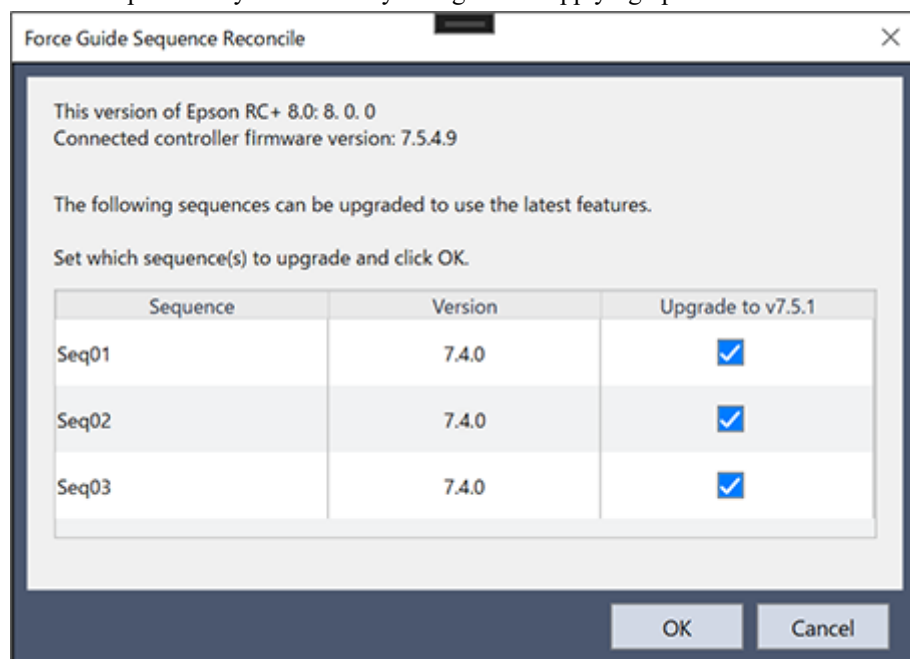 Force Guide Sequence Reconcile
This version of Epson RC+ 8.0: 8. 0. 0
Connected controller firmware version: 7.5.4.9
The following sequences can be upgraded to use the latest features.
Set which sequence(s) to upgrade and click OK.
Sequence Version Upgrade to v7.5.1
Seq01 7.4.0
Seq02 7.4.0
Seq03 7.4.0
OK Cancel